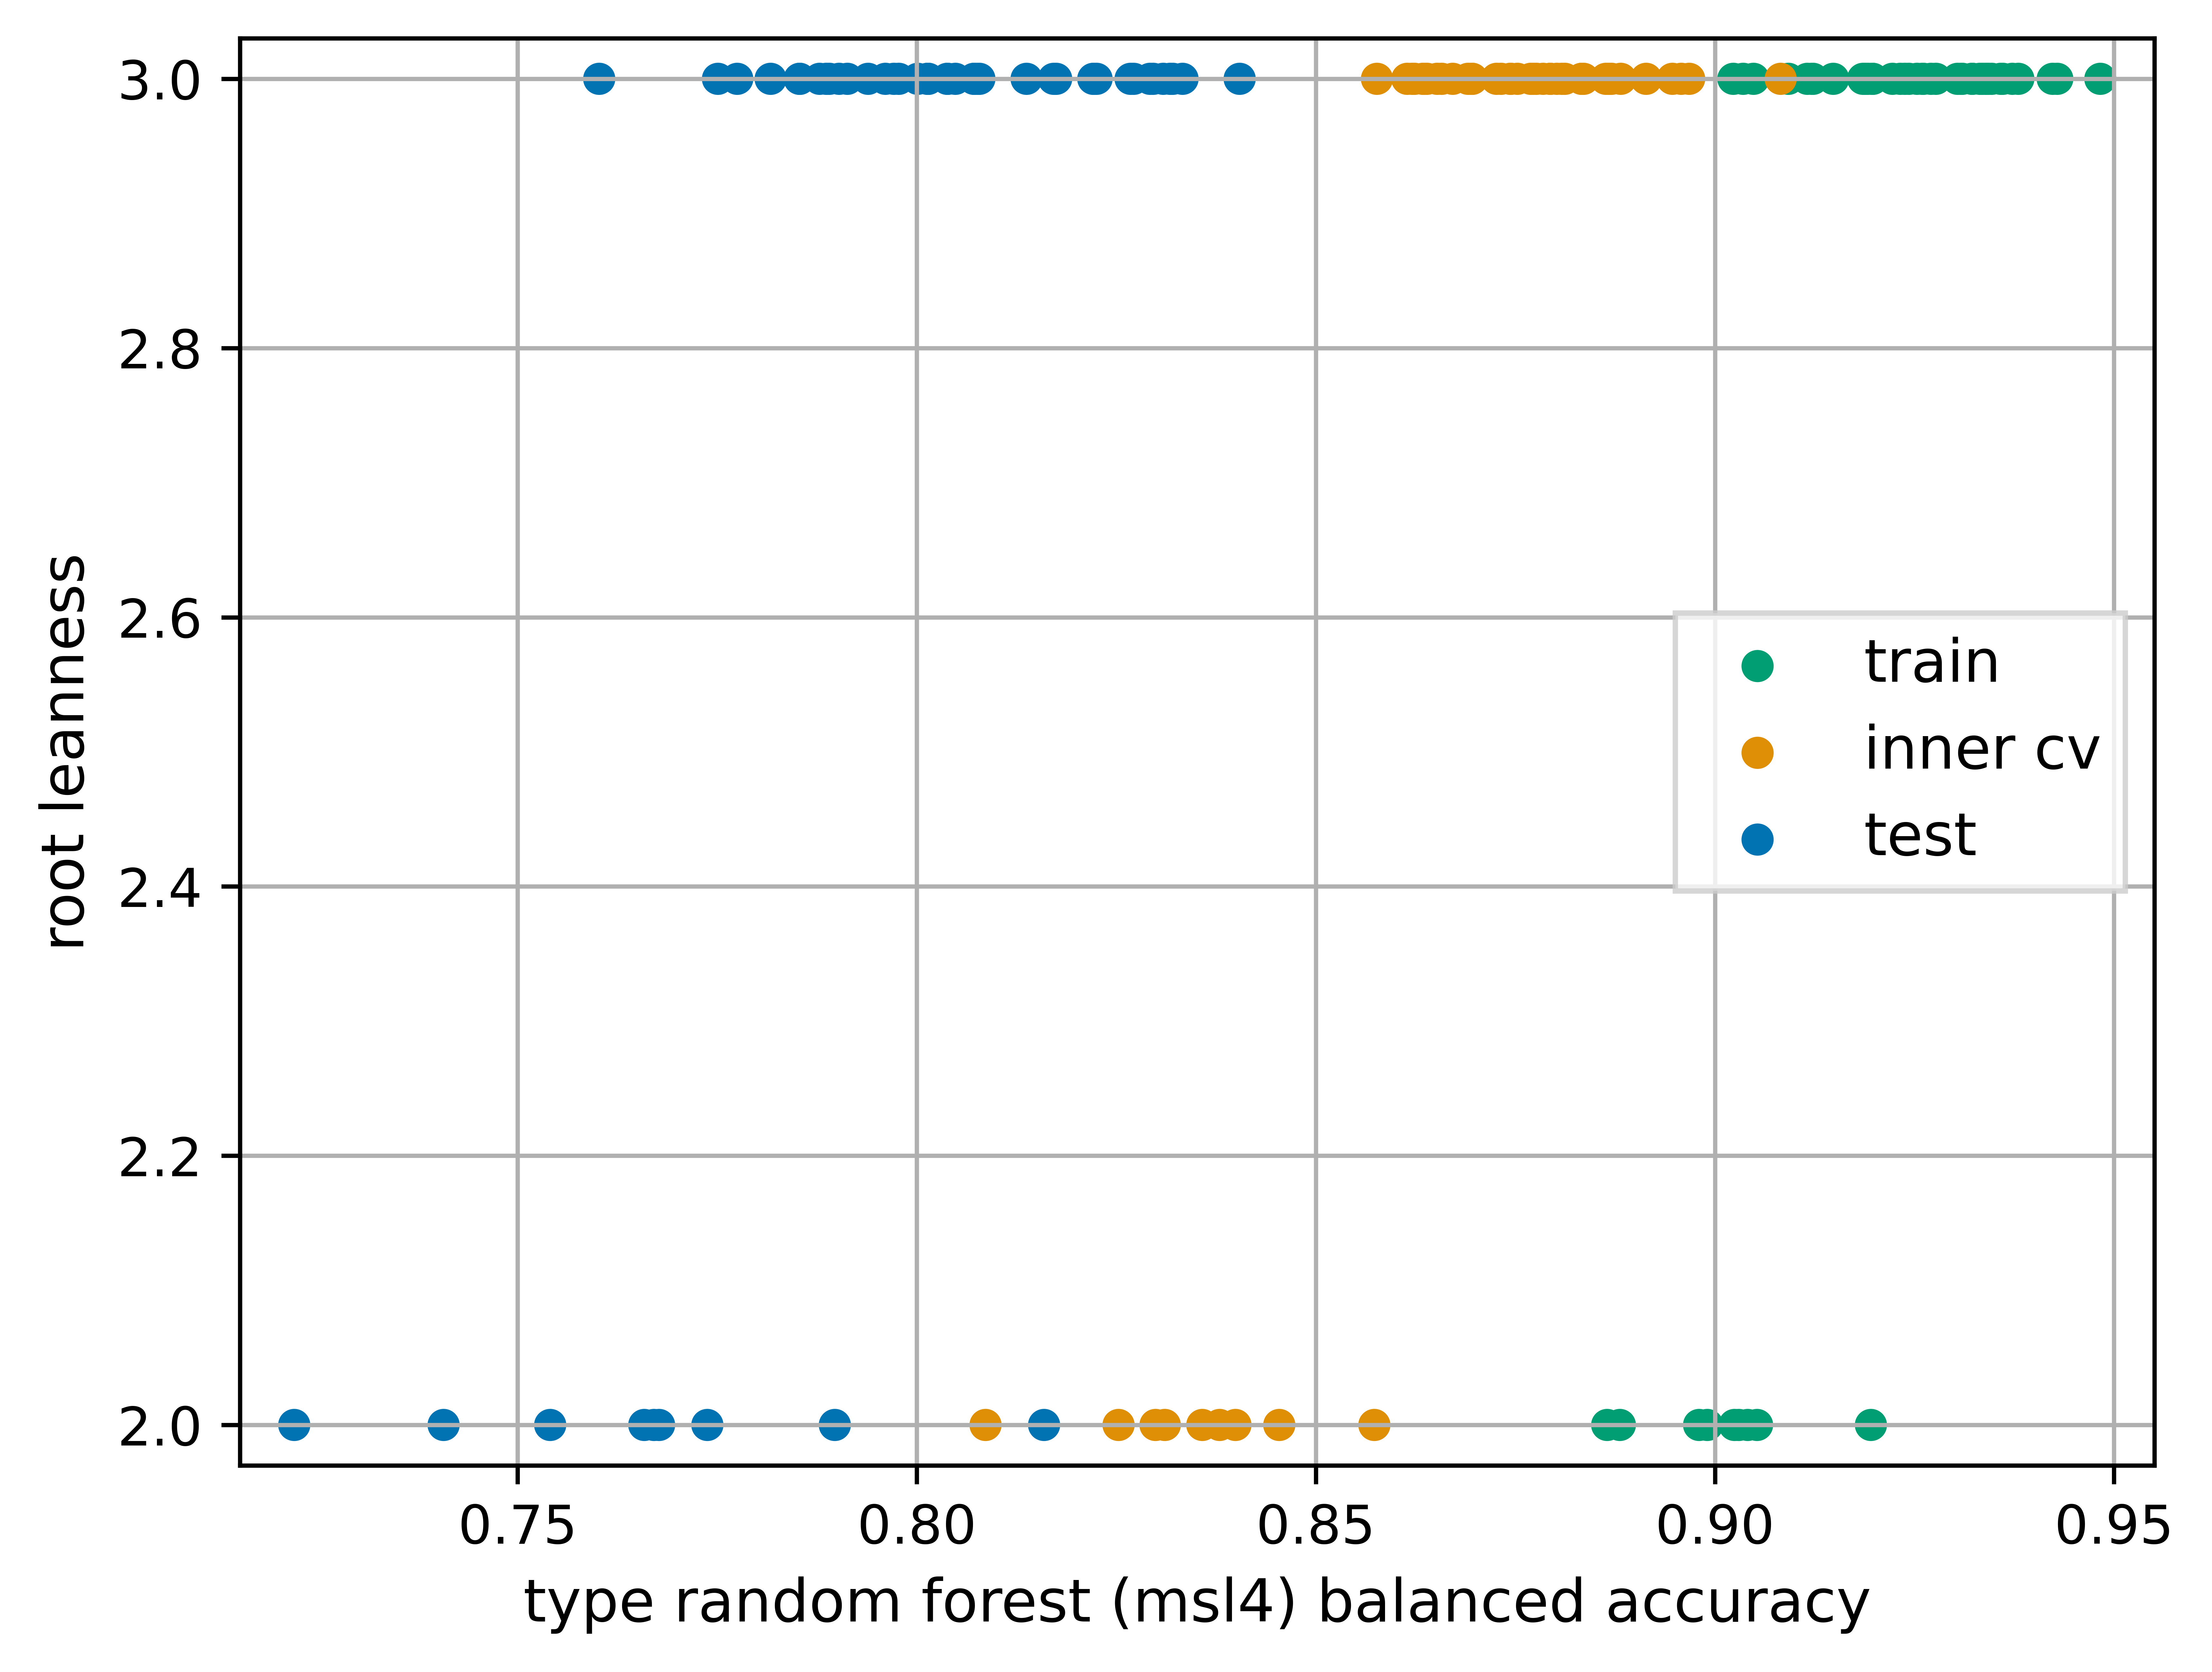 3.0
2.8
2.6
2.4
2.2
2.0
root leanness
train
inner cv
test
0.75 0.80 0.85 0.90 0.95
type random forest (msl4) balanced accuracy